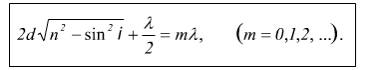 2d√(n² − sin² i) + λ/2 = mλ, (m = 0,1,2, ...).